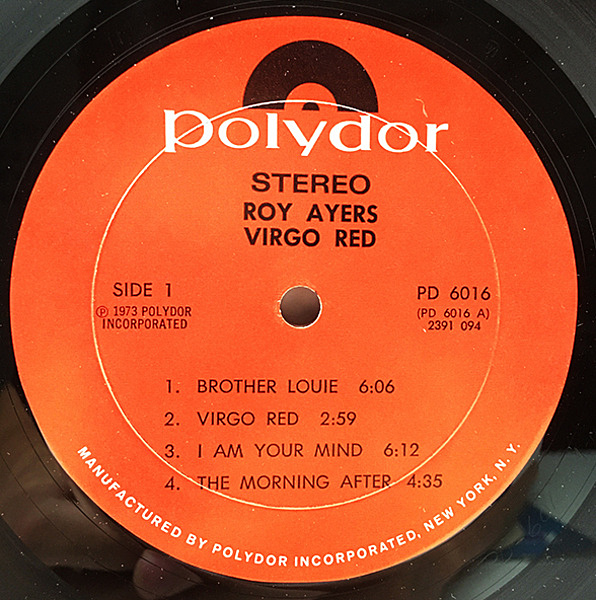 Polydor
STEREO
ROY AYERS
VIRGO RED
SIDE 1
℗ 1973 POLYDOR
INCORPORATED
PD 6016
(PD 6016 A)
2391 094
1. BROTHER LOUIE 6:06
2. VIRGO RED 2:59
3. I AM YOUR MIND 6:12
4. THE MORNING AFTER 4:35
MANUFACTURED BY POLYDOR INCORPORATED, NEW YORK, N.Y.